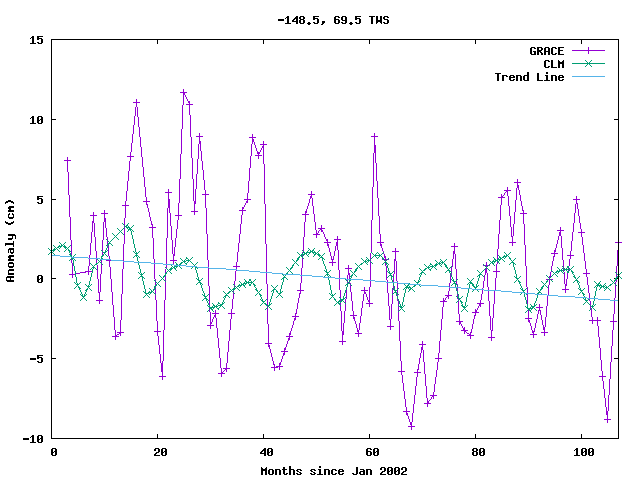 -148.5, 69.5 TWS
15
10
5
0
-5
-10
Anomaly (cm)
GRACE
CLM
Trend Line
0 20 40 60 80 100
Months since Jan 2002